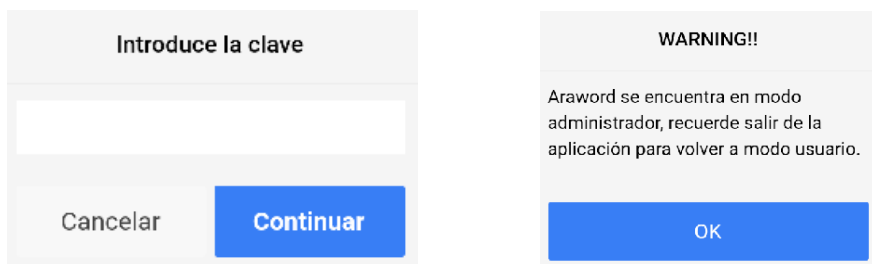 Introduce la clave
Cancelar
Continuar
WARNING!!
Araword se encuentra en modo
administrador, recuerde salir de la
aplicación para volver a modo usuario.
OK